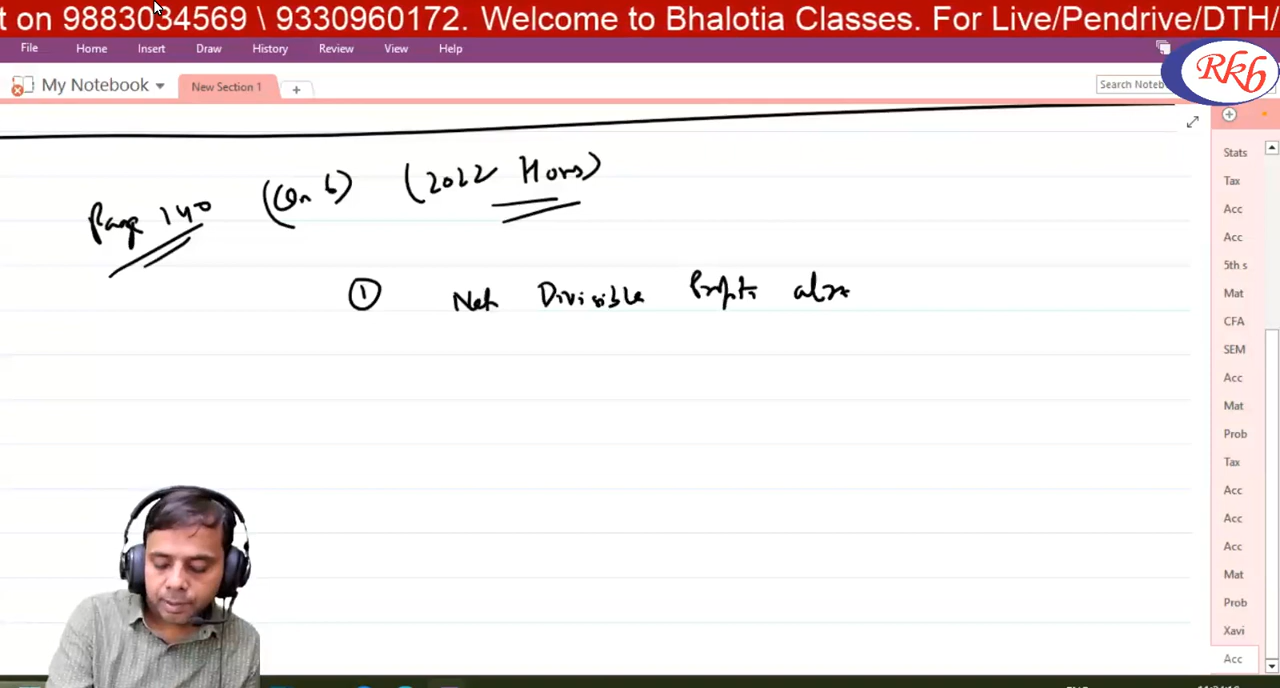 t on 9883034569 \ 9330960172. Welcome to Bhalotia Classes. For Live/Pendrive/DTH/
File Home Insert Draw History Review View Help
Rkb
My Notebook New Section 1 + Search Noteb
Page 140 (Qn 6) (2022 Hons)
① Net Divisible Profits
Stats
Tax
Acc
Acc
5th s
Mat
CFA
SEM
Acc
Mat
Prob
Tax
Acc
Acc
Acc
Mat
Prob
Xavi
Acc